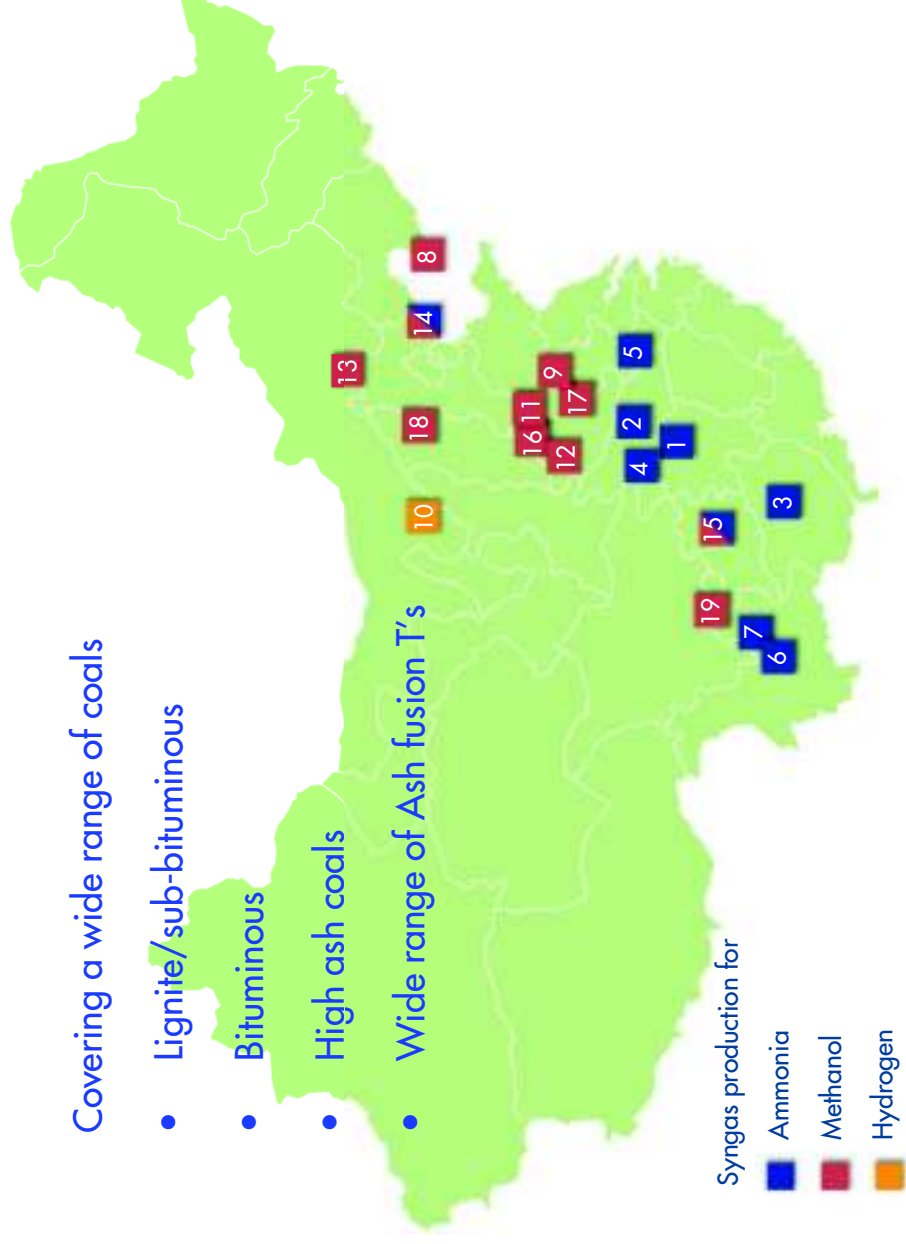 Covering a wide range of coals
• Lignite/sub-bituminous
• Bituminous
• High ash coals
• Wide range of Ash fusion T's
13
14
8
18
10
11
9
16
17
12
5
2
4
1
15
3
19
7
6
Syngas production for
Ammonia
Methanol
Hydrogen